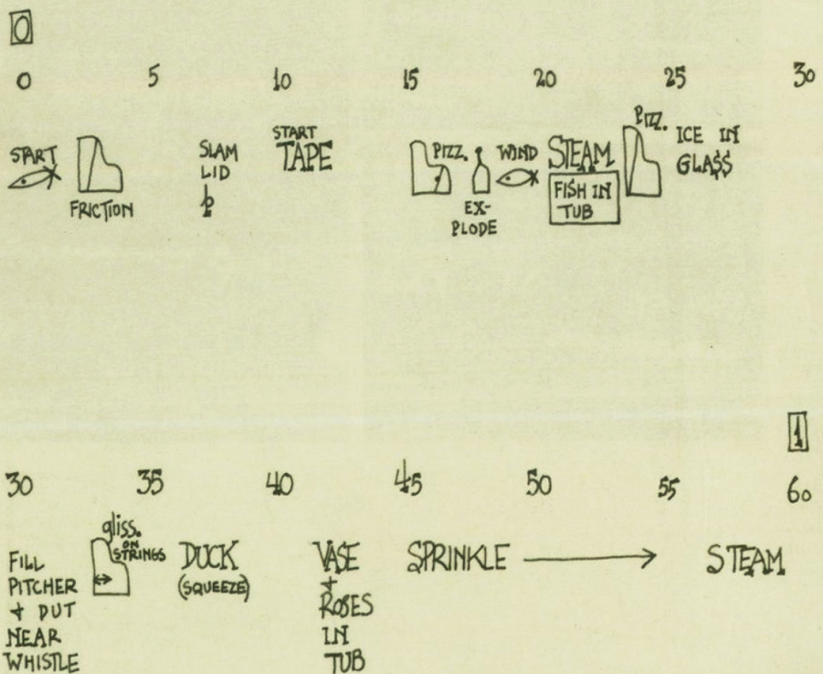 0
0 5 10 15 20 25 30
START
FRICTION
SLAM
LID
START
TAPE
PIZZ.
EX-
PLODE
WIND
STEAM
FISH IN
TUB
PIZZ.
ICE IN
GLA$$
1
30 35 40 45 50 55 60
FILL
PITCHER
+ PUT
NEAR
WHISTLE
gliss.
ON
STRINGS
DUCK
(SQUEEZE)
VASE
+
ROSES
IN
TUB
SPRINKLE
STEAM